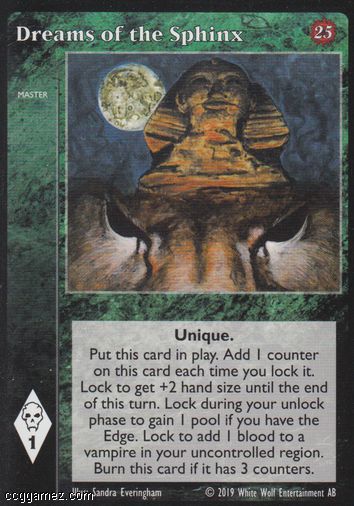 Dreams of the Sphinx
25
MASTER
Unique.
Put this card in play. Add 1 counter
on this card each time you lock it.
Lock to get +2 hand size until the end
of this turn. Lock during your unlock
phase to gain 1 pool if you have the
Edge. Lock to add 1 blood to a
vampire in your uncontrolled region.
Burn this card if it has 3 counters.
1
Illus: Sandra Everingham
© 2019 White Wolf Entertainment AB
ccggamez.com